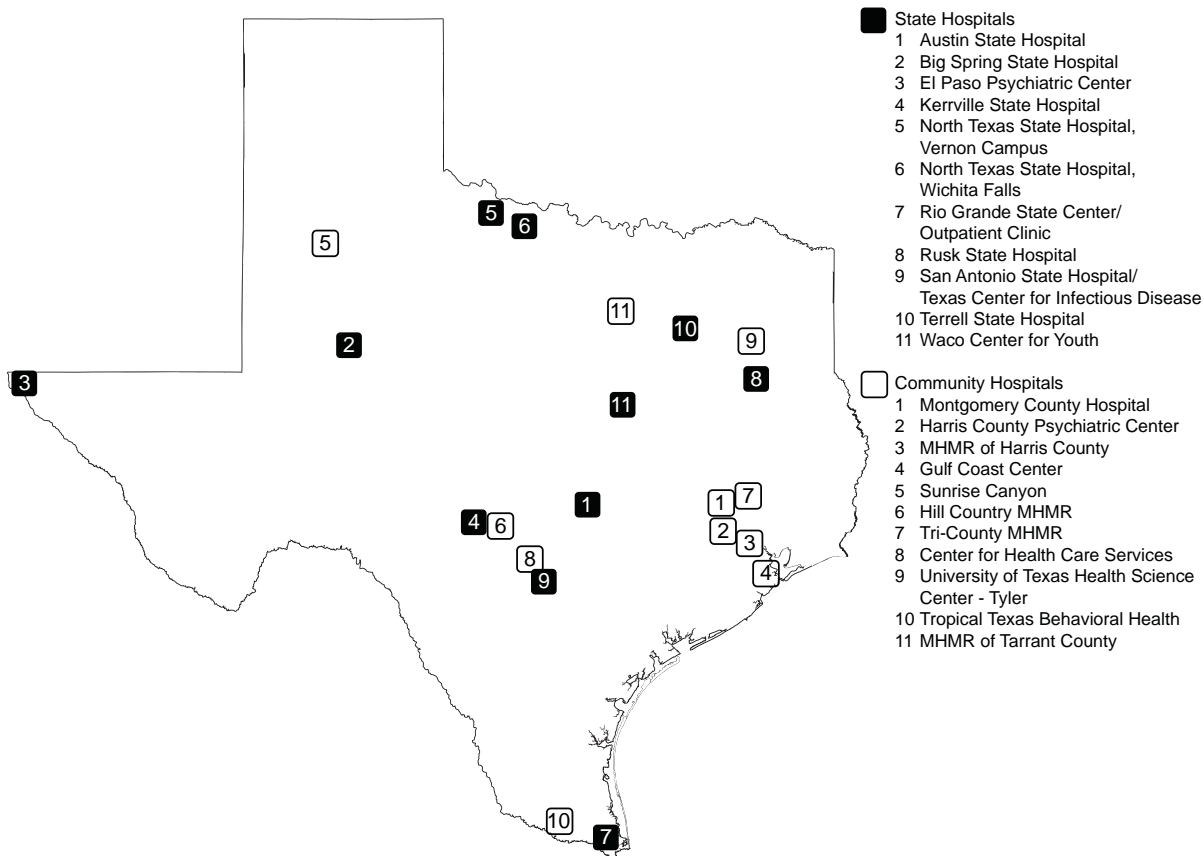 State Hospitals
1 Austin State Hospital
2 Big Spring State Hospital
3 El Paso Psychiatric Center
4 Kerrville State Hospital
5 North Texas State Hospital,
Vernon Campus
6 North Texas State Hospital,
Wichita Falls
7 Rio Grande State Center/
Outpatient Clinic
8 Rusk State Hospital
9 San Antonio State Hospital/
Texas Center for Infectious Disease
10 Terrell State Hospital
11 Waco Center for Youth
Community Hospitals
1 Montgomery County Hospital
2 Harris County Psychiatric Center
3 MHMR of Harris County
4 Gulf Coast Center
5 Sunrise Canyon
6 Hill Country MHMR
7 Tri-County MHMR
8 Center for Health Care Services
9 University of Texas Health Science
Center - Tyler
10 Tropical Texas Behavioral Health
11 MHMR of Tarrant County
5
6
5
11
10
9
2
3
8
11
1
7
1
4
6
2
3
8
9
4
10
7